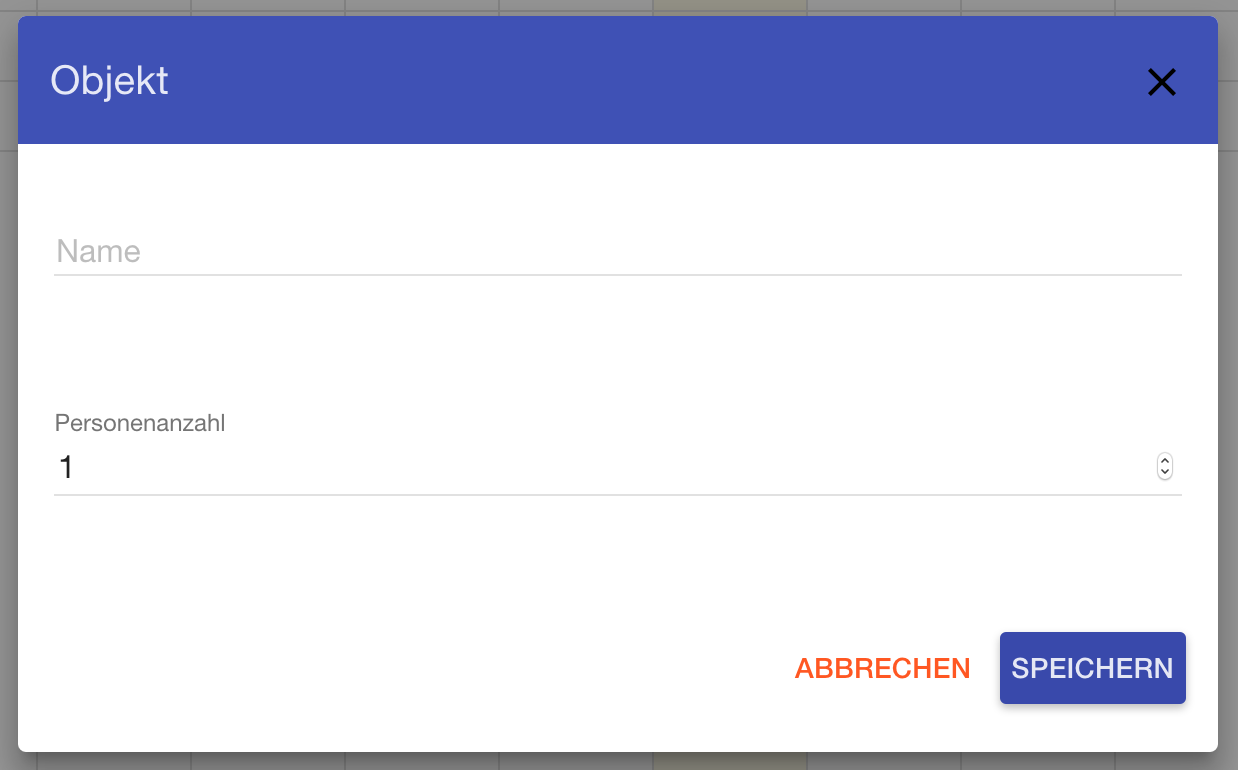 Objekt
Name
Personenanzahl
1
ABBRECHEN SPEICHERN